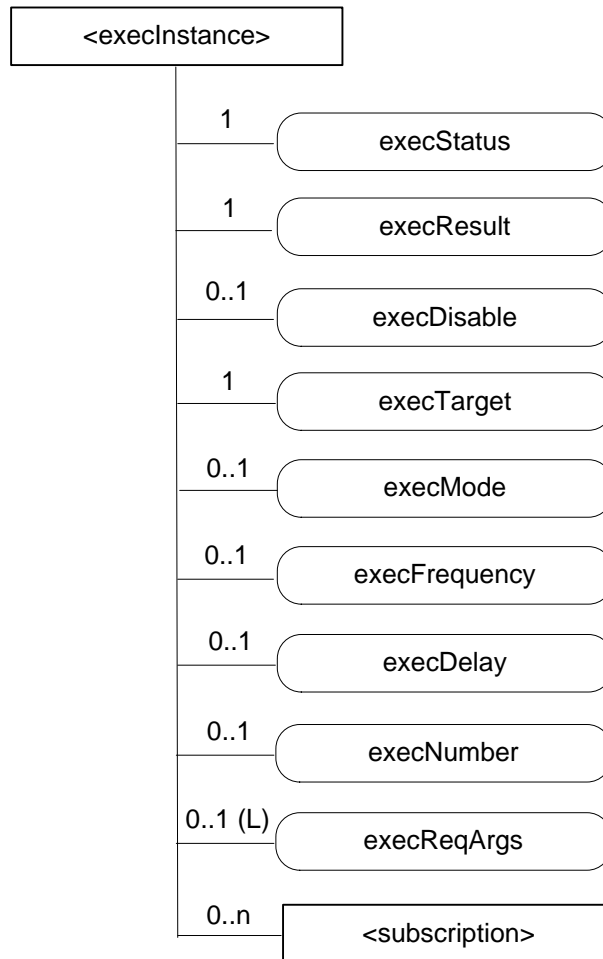 <execInstance>
1
execStatus
1
execResult
0..1
execDisable
1
execTarget
0..1
execMode
0..1
execFrequency
0..1
execDelay
0..1
execNumber
0..1 (L)
execReqArgs
0..n
<subscription>